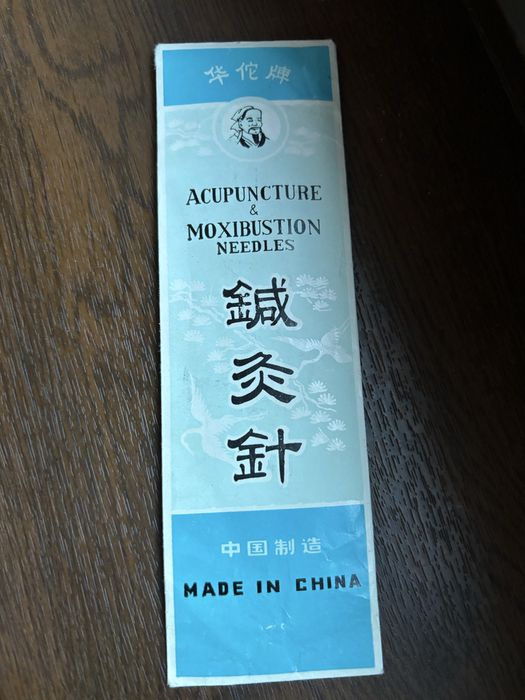 华佗牌
ACUPUNCTURE
&
MOXIBUSTION
NEEDLES
鍼
灸
針
中国制造
MADE IN CHINA